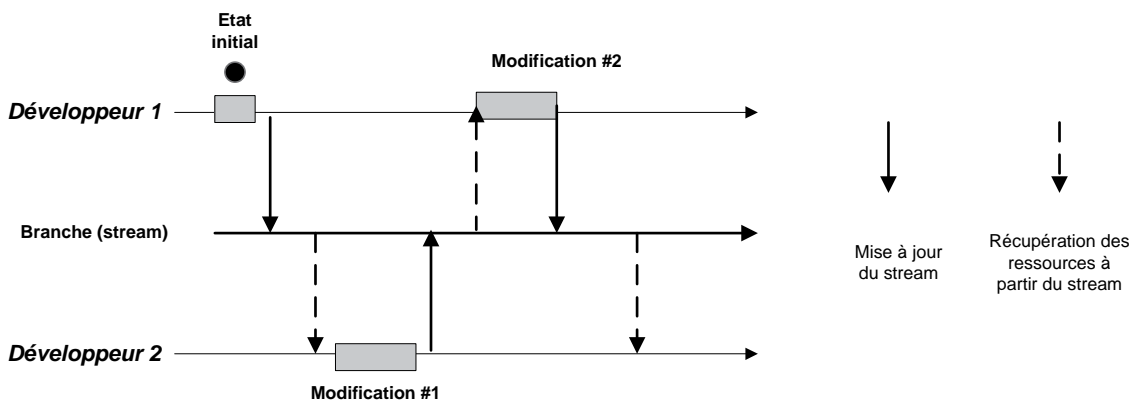 Etat
initial
Modification #2
Développeur 1
Branche (stream)
Mise à jour
du stream
Récupération des
ressources à
partir du stream
Développeur 2
Modification #1